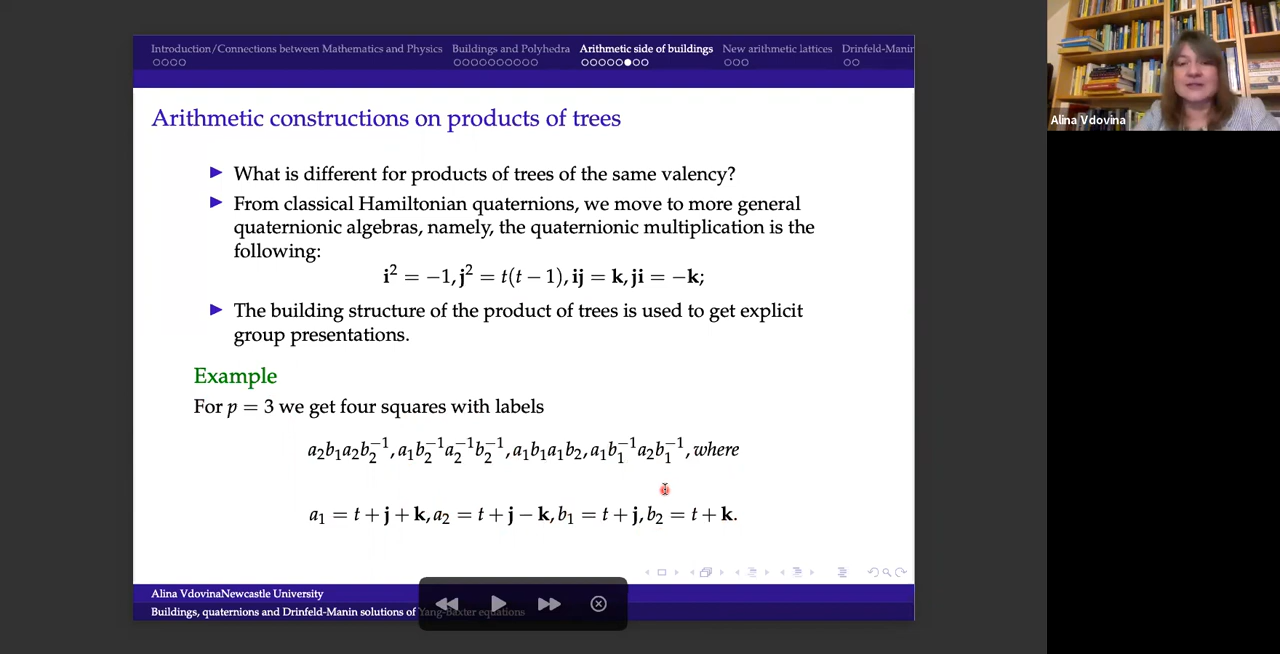 Introduction/Connections between Mathematics and Physics Buildings and Polyhedra Arithmetic side of buildings New arithmetic lattices Drinfeld-Manin
Alina Vdovina
Arithmetic constructions on products of trees
What is different for products of trees of the same valency?
From classical Hamiltonian quaternions, we move to more general
quaternionic algebras, namely, the quaternionic multiplication is the
following:
i² = −1, j² = t(t − 1), ij = k, ji = −k;
The building structure of the product of trees is used to get explicit
group presentations.
Example
For p = 3 we get four squares with labels
a₂b₁a₂b₂⁻¹, a₁b₂⁻¹a₂⁻¹b₂⁻¹, a₁b₁a₁b₂, a₁b₁⁻¹a₂b₁⁻¹, where
a₁ = t + j + k, a₂ = t + j − k, b₁ = t + j, b₂ = t + k.
Alina VdovinaNewcastle University
Buildings, quaternions and Drinfeld-Manin solutions of Yang-Baxter equations